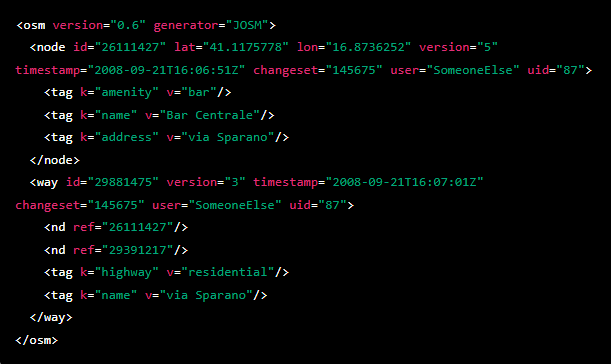 <osm version="0.6" generator="JOSM">
<node id="26111427" lat="41.1175778" lon="16.8736252" version="5"
timestamp="2008-09-21T16:06:51Z" changeset="145675" user="SomeoneElse" uid="87">
<tag k="amenity" v="bar"/>
<tag k="name" v="Bar Centrale"/>
<tag k="address" v="via Sparano"/>
</node>
<way id="29881475" version="3" timestamp="2008-09-21T16:07:01Z"
changeset="145675" user="SomeoneElse" uid="87">
<nd ref="26111427"/>
<nd ref="29391217"/>
<tag k="highway" v="residential"/>
<tag k="name" v="via Sparano"/>
</way>
</osm>